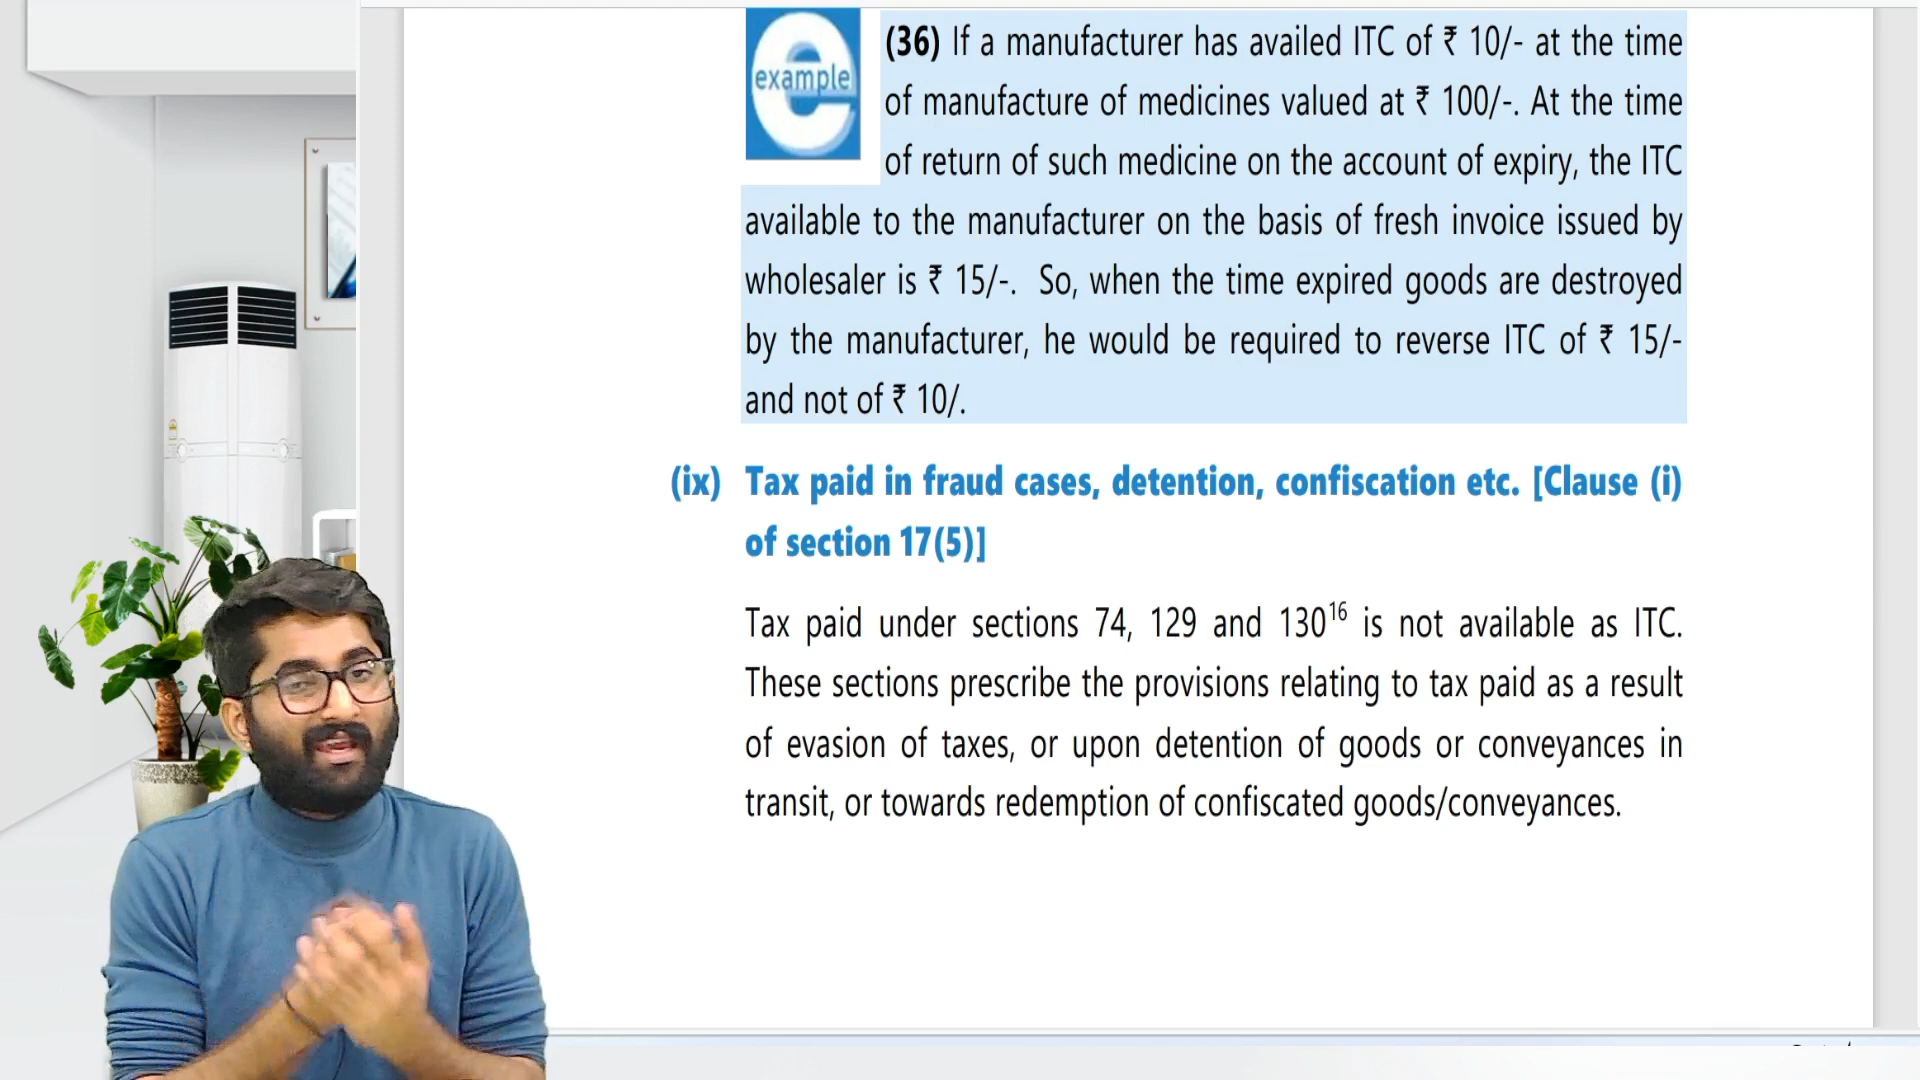 example
(36) If a manufacturer has availed ITC of ₹ 10/- at the time
of manufacture of medicines valued at ₹ 100/-. At the time
of return of such medicine on the account of expiry, the ITC
available to the manufacturer on the basis of fresh invoice issued by
wholesaler is ₹ 15/-. So, when the time expired goods are destroyed
by the manufacturer, he would be required to reverse ITC of ₹ 15/-
and not of ₹ 10/.
(ix) Tax paid in fraud cases, detention, confiscation etc. [Clause (i)
of section 17(5)]
Tax paid under sections 74, 129 and 130¹⁶ is not available as ITC.
These sections prescribe the provisions relating to tax paid as a result
of evasion of taxes, or upon detention of goods or conveyances in
transit, or towards redemption of confiscated goods/conveyances.